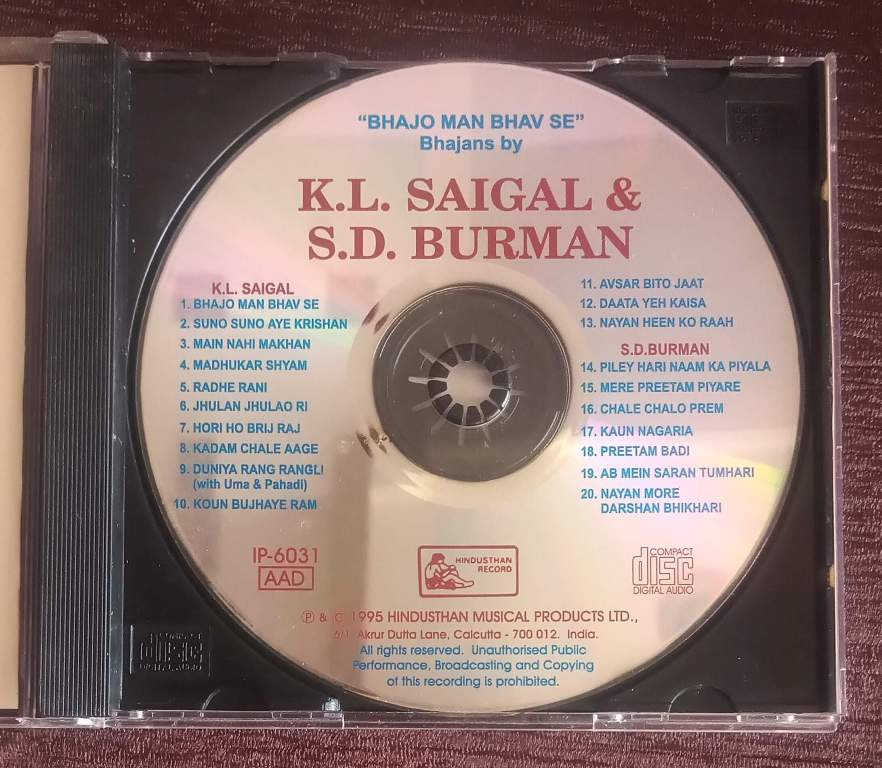 "BHAJO MAN BHAV SE"
Bhajans by
K.L. SAIGAL &
S.D. BURMAN
K.L. SAIGAL
1. BHAJO MAN BHAV SE
2. SUNO SUNO AYE KRISHAN
3. MAIN NAHI MAKHAN
4. MADHUKAR SHYAM
5. RADHE RANI
6. JHULAN JHULAO RI
7. HORI HO BRIJ RAJ
8. KADAM CHALE AAGE
9. DUNIYA RANG RANGLI
(with Uma & Pahadi)
10. KOUN BUJHAYE RAM
11. AVSAR BITO JAAT
12. DAATA YEH KAISA
13. NAYAN HEEN KO RAAH
S.D.BURMAN
14. PILEY HARI NAAM KA PIYALA
15. MERE PREETAM PIYARE
16. CHALE CHALO PREM
17. KAUN NAGARIA
18. PREETAM BADI
19. AB MEIN SARAN TUMHARI
20. NAYAN MORE
DARSHAN BHIKHARI
IP-6031
AAD
HINDUSTHAN
RECORD
COMPACT
disc
DIGITAL AUDIO
℗ & © 1995 HINDUSTHAN MUSICAL PRODUCTS LTD.,
6/1, Akrur Dutta Lane, Calcutta - 700 012. India.
All rights reserved. Unauthorised Public
Performance, Broadcasting and Copying
of this recording is prohibited.
COMPACT
disc
DIGITAL AUDIO